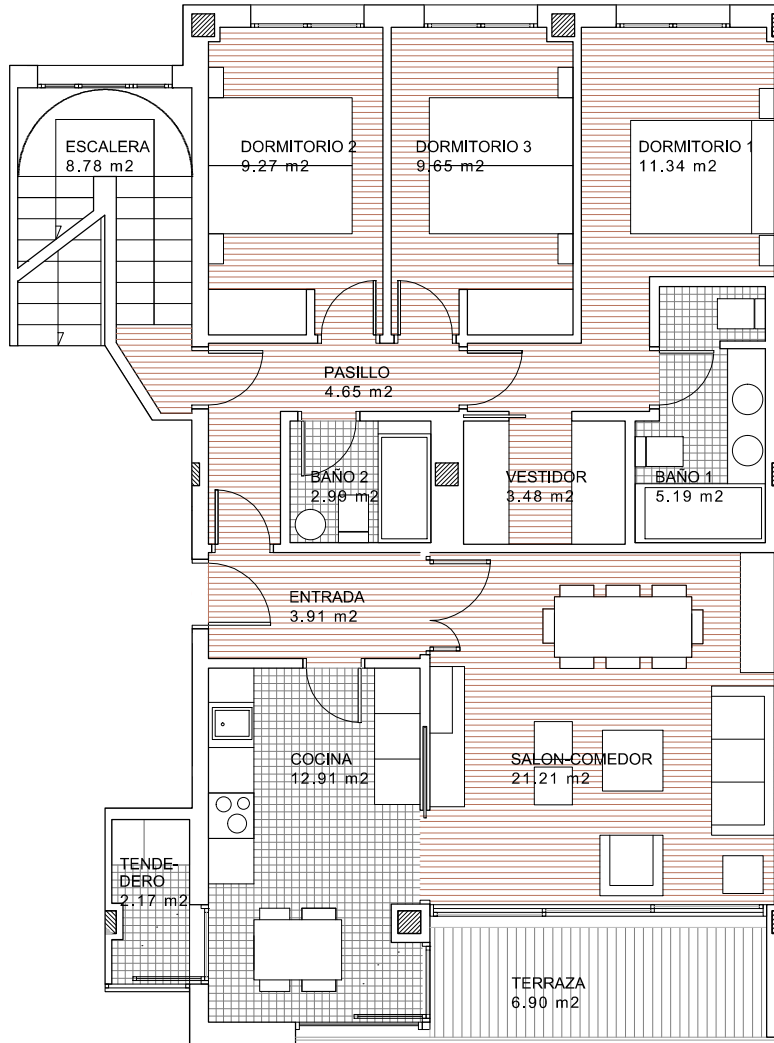 ESCALERA
8.78 m2
DORMITORIO 2
9.27 m2
DORMITORIO 3
9.65 m2
DORMITORIO 1
11.34 m2
PASILLO
4.65 m2
BAÑO 2
2.99 m2
VESTIDOR
3.48 m2
BAÑO 1
5.19 m2
ENTRADA
3.91 m2
COCINA
12.91 m2
SALON-COMEDOR
21.21 m2
TENDE-
DERO
2.17 m2
TERRAZA
6.90 m2